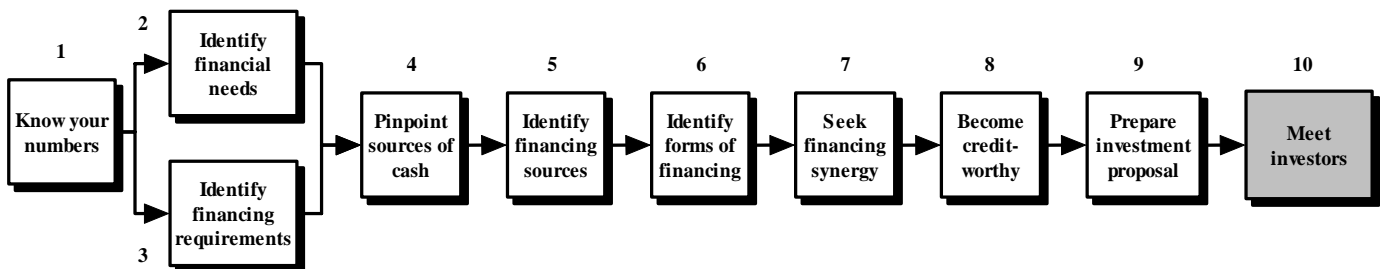 1
Know your
numbers
2
Identify
financial
needs
3
Identify
financing
requirements
4
Pinpoint
sources of
cash
5
Identify
financing
sources
6
Identify
forms of
financing
7
Seek
financing
synergy
8
Become
credit-
worthy
9
Prepare
investment
proposal
10
Meet
investors